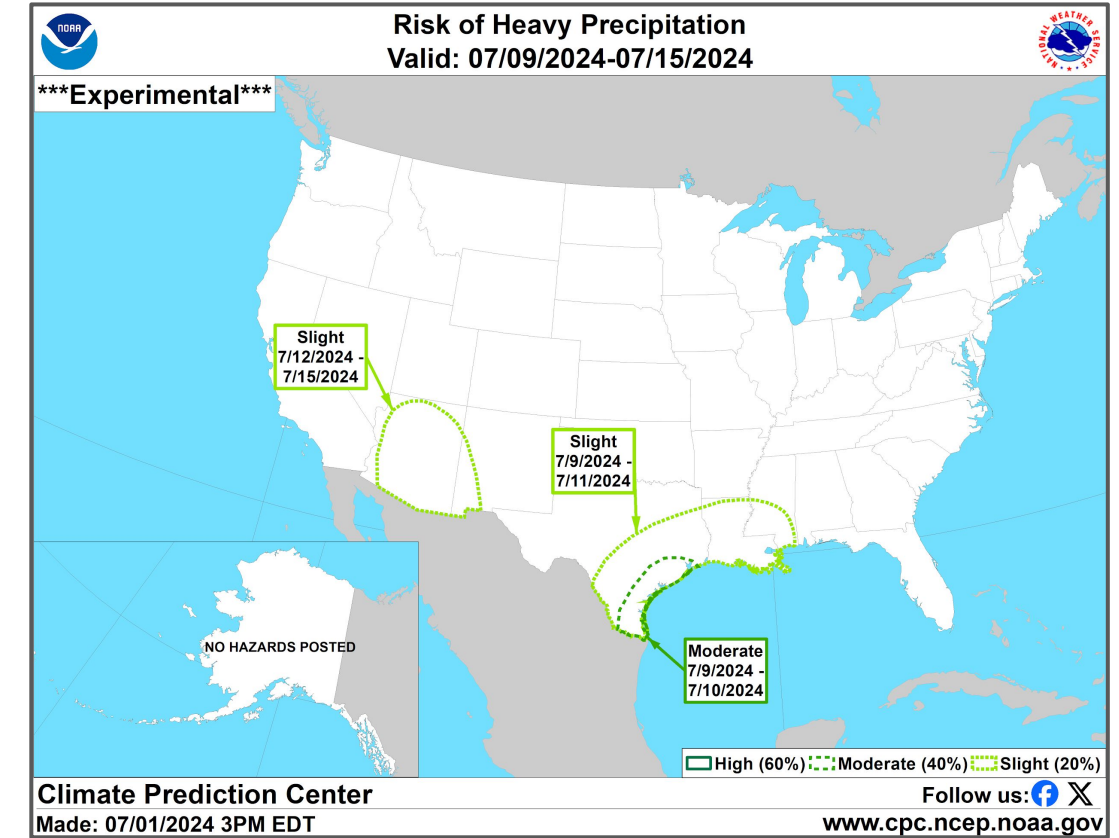 NOAA
Risk of Heavy Precipitation
Valid: 07/09/2024-07/15/2024
NATIONAL WEATHER SERVICE
***Experimental***
Slight
7/12/2024 -
7/15/2024
Slight
7/9/2024 -
7/11/2024
NO HAZARDS POSTED
Moderate
7/9/2024 -
7/10/2024
High (60%) Moderate (40%) Slight (20%)
Climate Prediction Center
Follow us:
Made: 07/01/2024 3PM EDT
www.cpc.ncep.noaa.gov